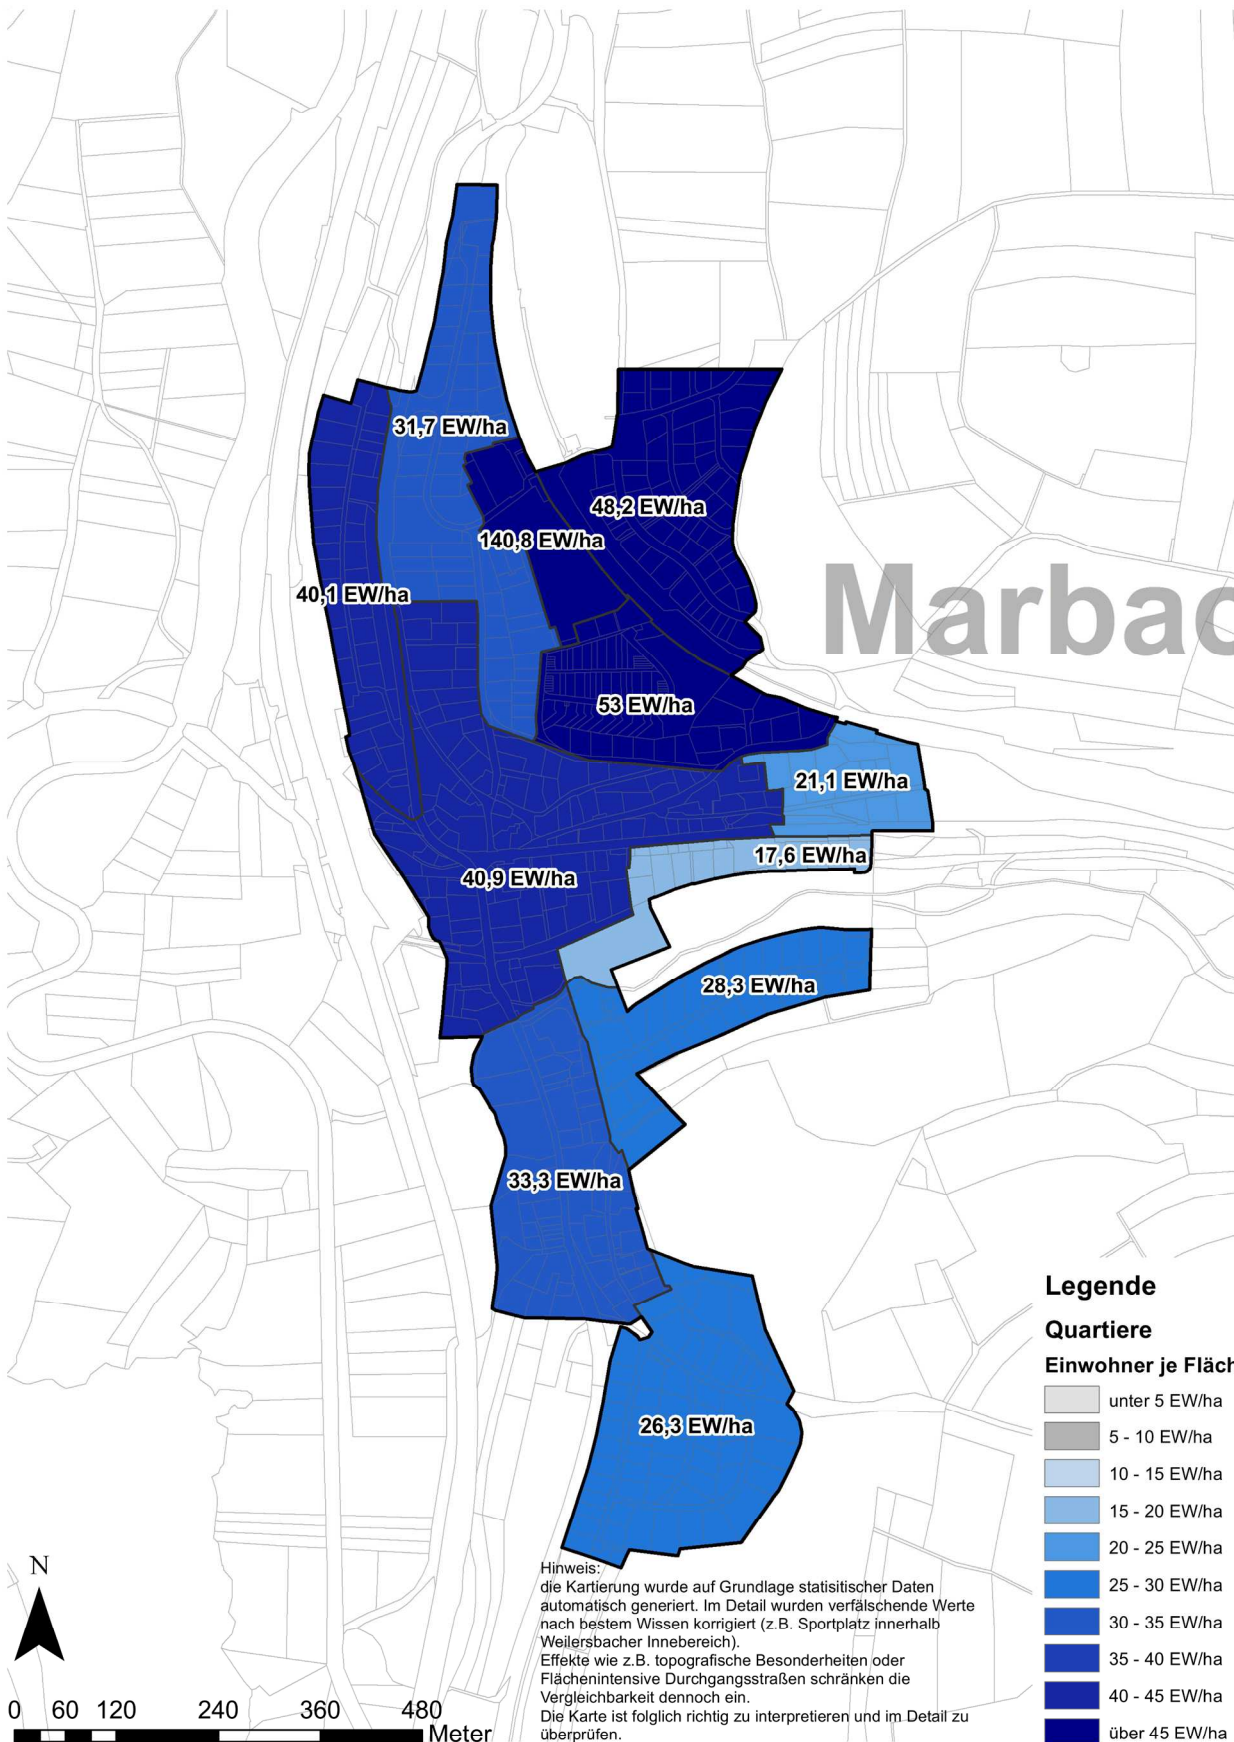 31,7 EW/ha
48,2 EW/ha
140,8 EW/ha
40,1 EW/ha
Marbac
53 EW/ha
21,1 EW/ha
17,6 EW/ha
40,9 EW/ha
28,3 EW/ha
33,3 EW/ha
26,3 EW/ha
Legende
Quartiere
Einwohner je Fläch
unter 5 EW/ha
5 - 10 EW/ha
10 - 15 EW/ha
15 - 20 EW/ha
20 - 25 EW/ha
25 - 30 EW/ha
30 - 35 EW/ha
35 - 40 EW/ha
40 - 45 EW/ha
über 45 EW/ha
N
0 60 120 240 360 480
Meter
Hinweis:
die Kartierung wurde auf Grundlage statisitischer Daten
automatisch generiert. Im Detail wurden verfälschende Werte
nach bestem Wissen korrigiert (z.B. Sportplatz innerhalb
Weilersbacher Innebereich).
Effekte wie z.B. topografische Besonderheiten oder
Flächenintensive Durchgangsstraßen schränken die
Vergleichbarkeit dennoch ein.
Die Karte ist folglich richtig zu interpretieren und im Detail zu
überprüfen.